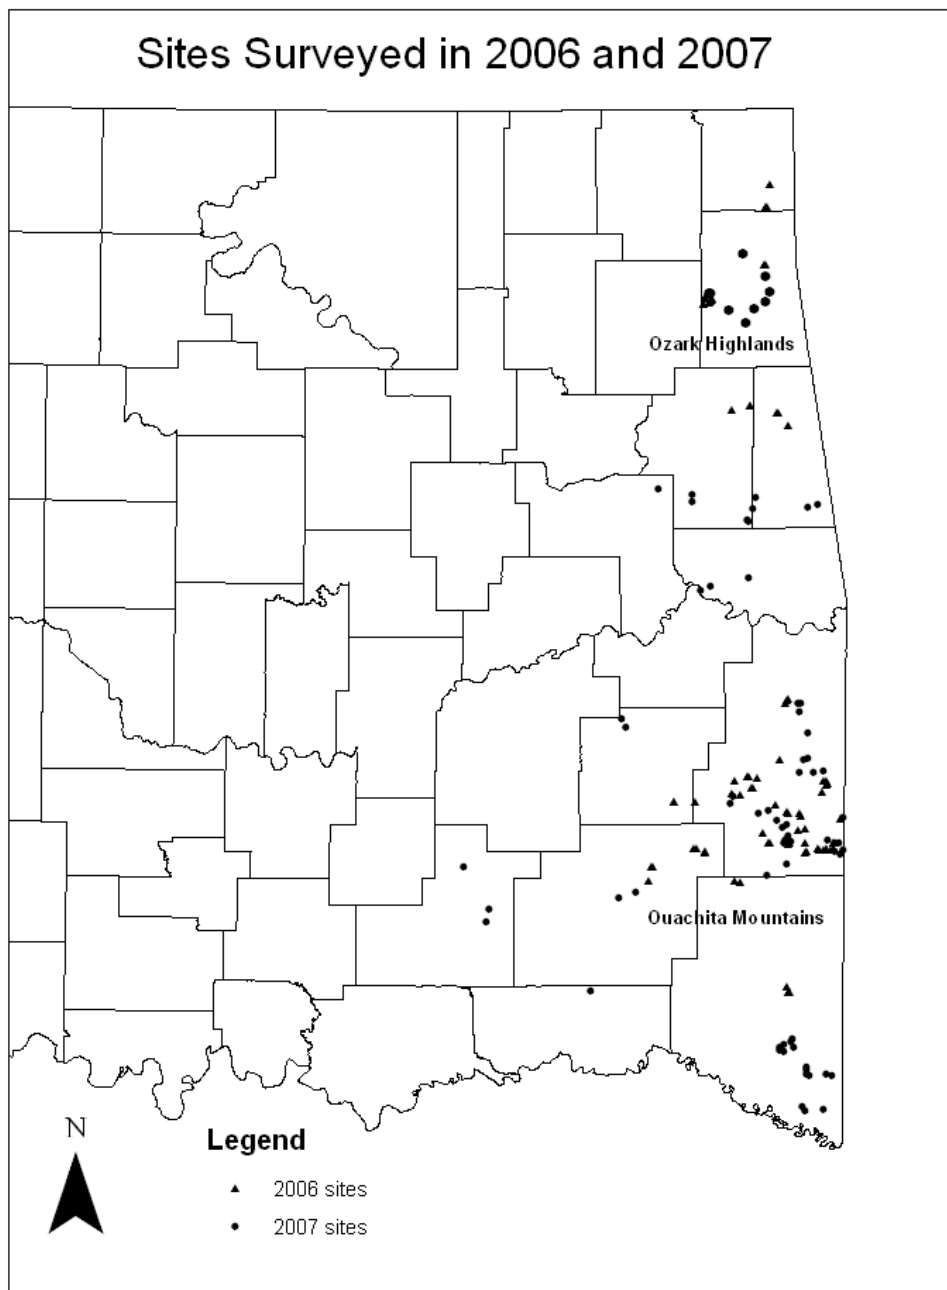 Sites Surveyed in 2006 and 2007
Ozark Highlands
Ouachita Mountains
N
Legend
2006 sites
2007 sites